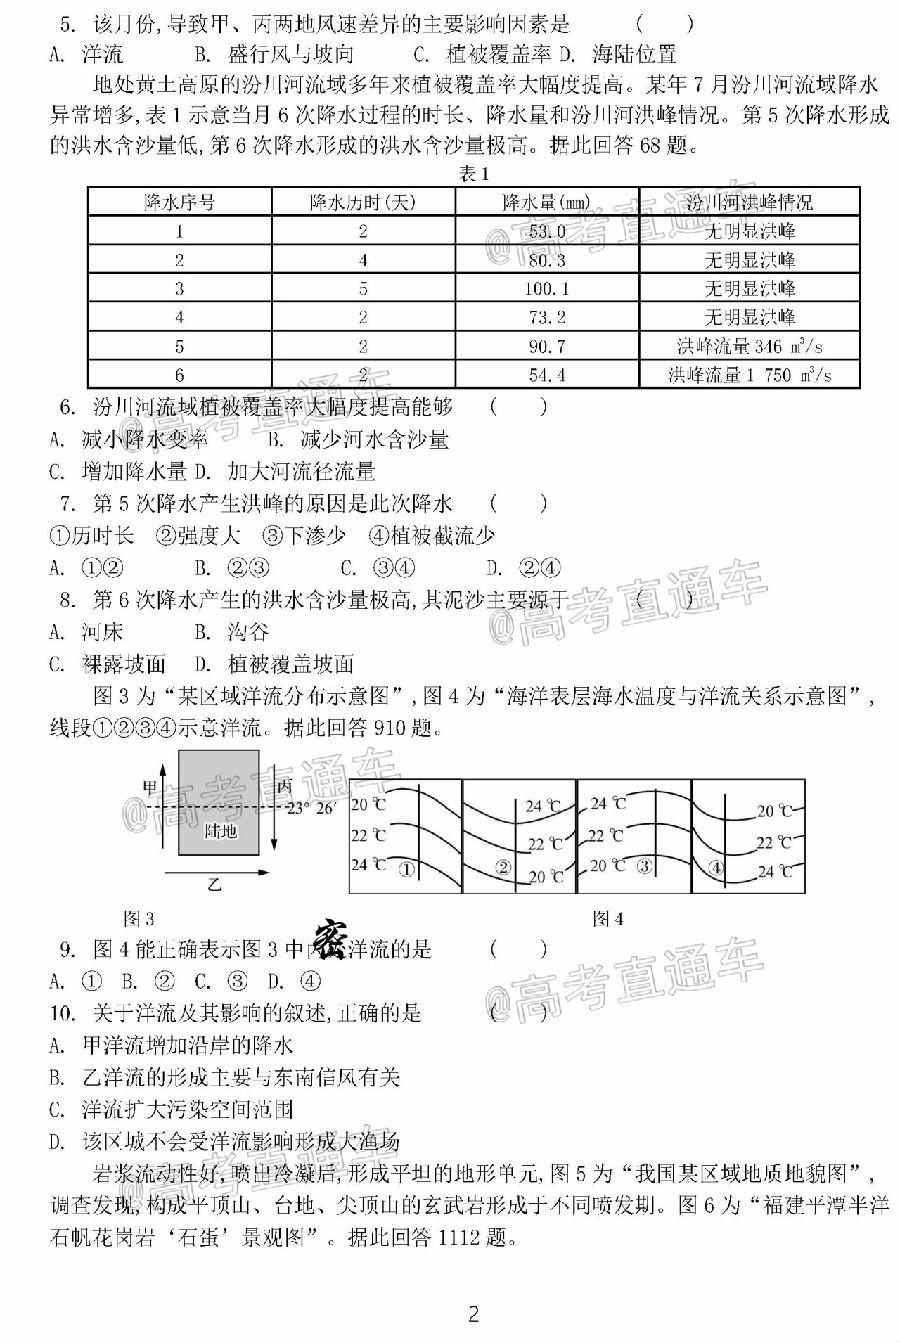 5. 该月份,导致甲、丙两地风速差异的主要影响因素是 ( )
A. 洋流 B. 盛行风与坡向 C. 植被覆盖率 D. 海陆位置
地处黄土高原的汾川河流域多年来植被覆盖率大幅度提高。某年 7 月汾川河流域降水
异常增多,表 1 示意当月 6 次降水过程的时长、降水量和汾川河洪峰情况。第 5 次降水形成
的洪水含沙量低,第 6 次降水形成的洪水含沙量极高。据此回答 68 题。
表 1
降水序号 降水历时(天) 降水量(mm) 汾川河洪峰情况
1 2 53.0 无明显洪峰
2 4 80.3 无明显洪峰
3 5 100.1 无明显洪峰
4 2 73.2 无明显洪峰
5 2 90.7 洪峰流量 346 m³/s
6 2 54.4 洪峰流量 1 750 m³/s
6. 汾川河流域植被覆盖率大幅度提高能够 ( )
A. 减小降水变率 B. 减少河水含沙量
C. 增加降水量 D. 加大河流径流量
7. 第 5 次降水产生洪峰的原因是此次降水 ( )
①历时长 ②强度大 ③下渗少 ④植被截流少
A. ①② B. ②③ C. ③④ D. ②④
8. 第 6 次降水产生的洪水含沙量极高,其泥沙主要源于 ( )
A. 河床 B. 沟谷
C. 裸露坡面 D. 植被覆盖坡面
图 3 为“某区域洋流分布示意图”,图 4 为“海洋表层海水温度与洋流关系示意图”,
线段①②③④示意洋流。据此回答 910 题。
甲 丙
23° 26′
陆地
乙
20 ℃ 24 ℃ 24 ℃ 20 ℃
22 ℃ 22 ℃ 22 ℃ 22 ℃
24 ℃ ① ② 20 ℃ 20 ℃ ③ ④ 24 ℃
图 3 图 4
密
9. 图 4 能正确表示图 3 中丙处洋流的是 ( )
A. ① B. ② C. ③ D. ④
10. 关于洋流及其影响的叙述,正确的是 ( )
A. 甲洋流增加沿岸的降水
B. 乙洋流的形成主要与东南信风有关
C. 洋流扩大污染空间范围
D. 该区城不会受洋流影响形成大渔场
岩浆流动性好,喷出冷凝后,形成平坦的地形单元,图 5 为“我国某区域地质地貌图”,
调查发现,构成平顶山、台地、尖顶山的玄武岩形成于不同喷发期。图 6 为“福建平潭半洋
石帆花岗岩‘石蛋’景观图”。据此回答 1112 题。
2
@高考直通车
@高考直通车
@高考直通车
@高考直通车
@高考直通车
@高考直通车